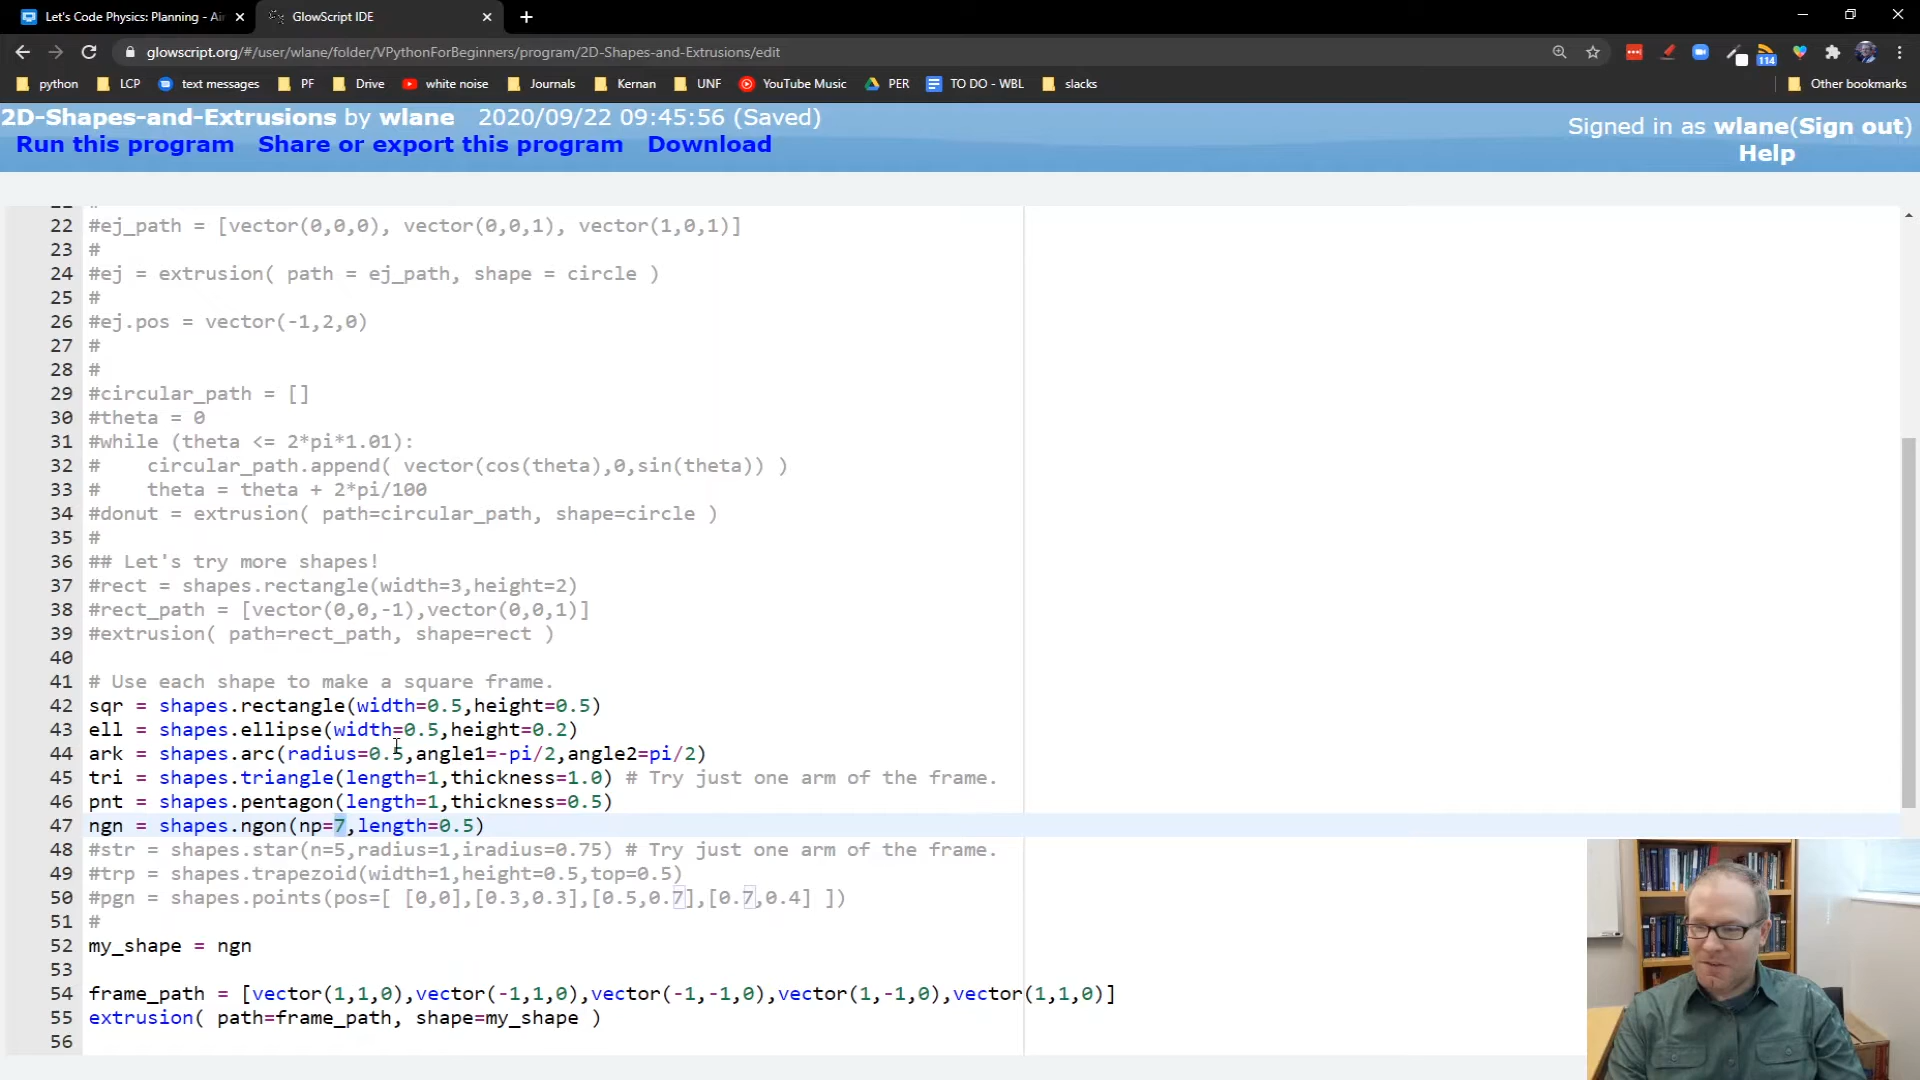 Let's Code Physics: Planning - Ai
GlowScript IDE
glowscript.org/#/user/wlane/folder/VPythonForBeginners/program/2D-Shapes-and-Extrusions/edit
114
python
LCP
text messages
PF
Drive
white noise
Journals
Kernan
UNF
YouTube Music
PER
TO DO - WBL
slacks
Other bookmarks
2D-Shapes-and-Extrusions by wlane 2020/09/22 09:45:56 (Saved)
Signed in as wlane(Sign out)
Run this program Share or export this program Download
Help
22 #ej_path = [vector(0,0,0), vector(0,0,1), vector(1,0,1)]
23 #
24 #ej = extrusion( path = ej_path, shape = circle )
25 #
26 #ej.pos = vector(-1,2,0)
27 #
28 #
29 #circular_path = []
30 #theta = 0
31 #while (theta <= 2*pi*1.01):
32 #    circular_path.append( vector(cos(theta),0,sin(theta)) )
33 #    theta = theta + 2*pi/100
34 #donut = extrusion( path=circular_path, shape=circle )
35 #
36 ## Let's try more shapes!
37 #rect = shapes.rectangle(width=3,height=2)
38 #rect_path = [vector(0,0,-1),vector(0,0,1)]
39 #extrusion( path=rect_path, shape=rect )
40
41 # Use each shape to make a square frame.
42 sqr = shapes.rectangle(width=0.5,height=0.5)
43 ell = shapes.ellipse(width=0.5,height=0.2)
44 ark = shapes.arc(radius=0.5,angle1=-pi/2,angle2=pi/2)
45 tri = shapes.triangle(length=1,thickness=1.0) # Try just one arm of the frame.
46 pnt = shapes.pentagon(length=1,thickness=0.5)
47 ngn = shapes.ngon(np=7,length=0.5)
48 #str = shapes.star(n=5,radius=1,iradius=0.75) # Try just one arm of the frame.
49 #trp = shapes.trapezoid(width=1,height=0.5,top=0.5)
50 #pgn = shapes.points(pos=[ [0,0],[0.3,0.3],[0.5,0.7],[0.7,0.4] ])
51 #
52 my_shape = ngn
53
54 frame_path = [vector(1,1,0),vector(-1,1,0),vector(-1,-1,0),vector(1,-1,0),vector(1,1,0)]
55 extrusion( path=frame_path, shape=my_shape )
56